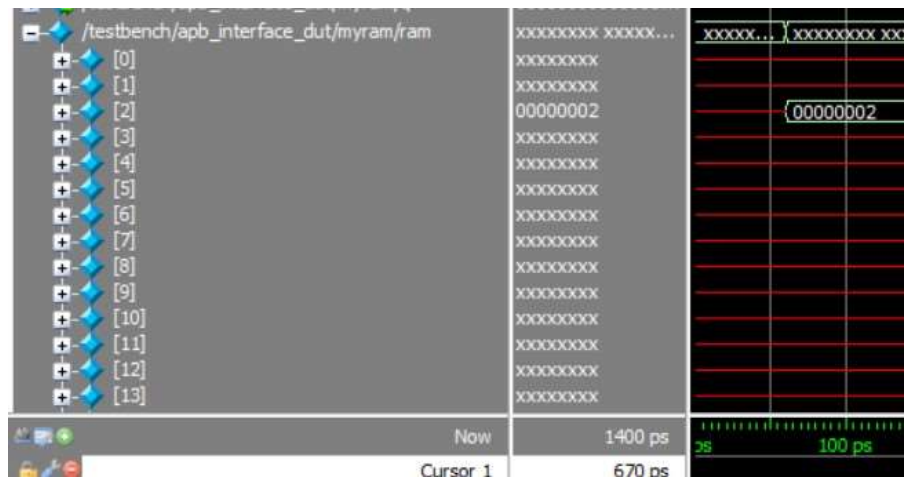 /testbench/apb_interface_dut/myram/ram xxxxxxxx xxxxx... xxxxx... xxxxxxxx xx
[0] xxxxxxxx
[1] xxxxxxxx
[2] 00000002 00000002
[3] xxxxxxxx
[4] xxxxxxxx
[5] xxxxxxxx
[6] xxxxxxxx
[7] xxxxxxxx
[8] xxxxxxxx
[9] xxxxxxxx
[10] xxxxxxxx
[11] xxxxxxxx
[12] xxxxxxxx
[13] xxxxxxxx
Now 1400 ps ps 100 ps
Cursor 1 670 ps